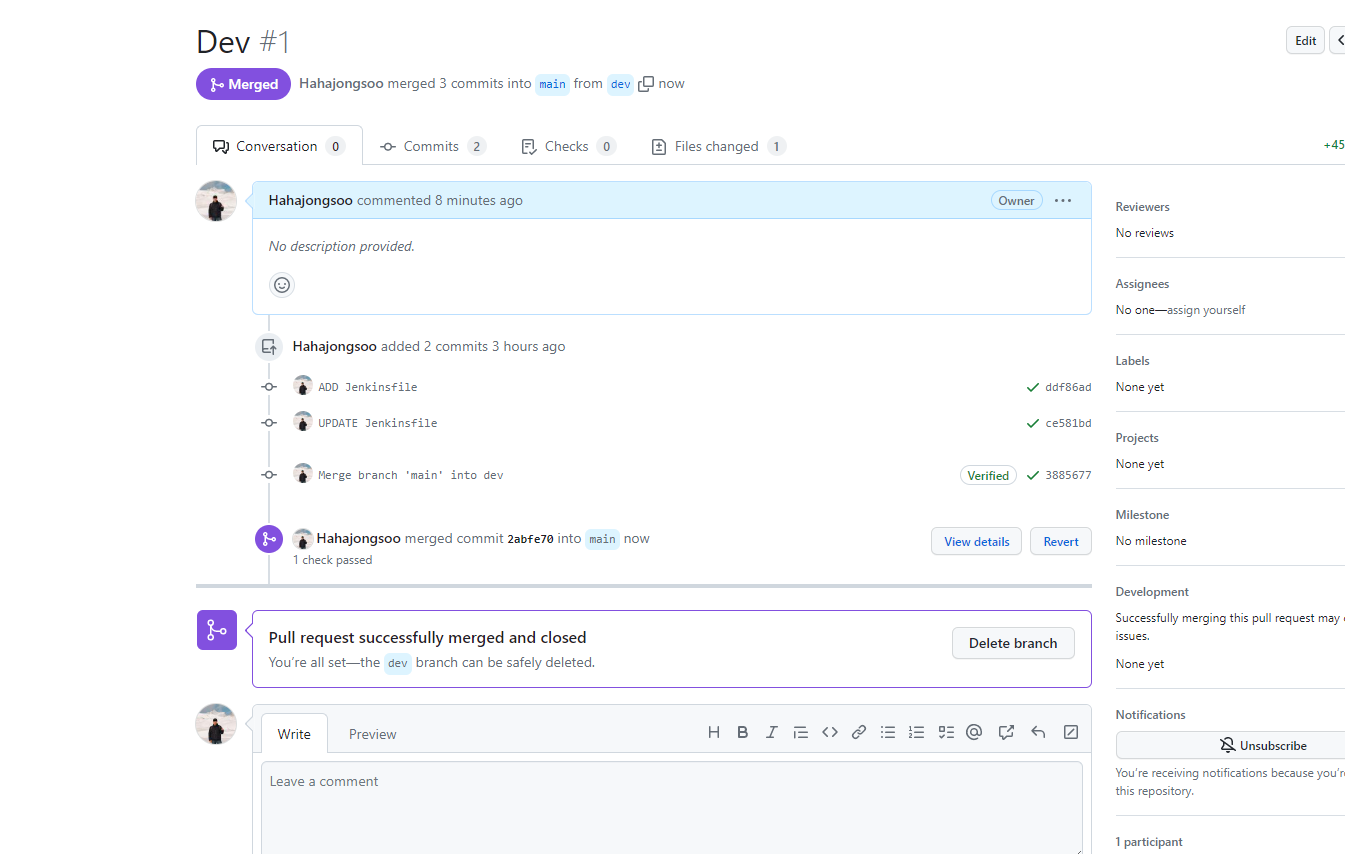 Dev #1
Edit
Merged Hahajongsoo merged 3 commits into main from dev now
Conversation 0 Commits 2 Checks 0 Files changed 1 +45
Hahajongsoo commented 8 minutes ago Owner
No description provided.
Hahajongsoo added 2 commits 3 hours ago
ADD Jenkinsfile ddf86ad
UPDATE Jenkinsfile ce581bd
Merge branch 'main' into dev Verified 3885677
Hahajongsoo merged commit 2abfe70 into main now View details Revert
1 check passed
Pull request successfully merged and closed
You're all set—the dev branch can be safely deleted.
Delete branch
Write Preview
Leave a comment
Reviewers
No reviews
Assignees
No one—assign yourself
Labels
None yet
Projects
None yet
Milestone
No milestone
Development
Successfully merging this pull request may
issues.
None yet
Notifications
Unsubscribe
You're receiving notifications because you're
this repository.
1 participant